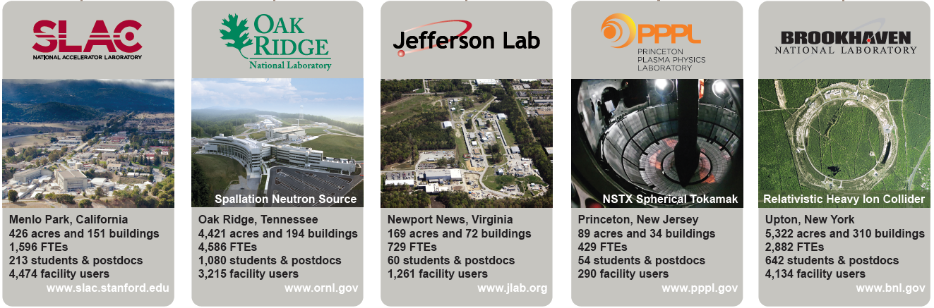 SLAC
NATIONAL ACCELERATOR LABORATORY
Menlo Park, California
426 acres and 151 buildings
1,596 FTEs
213 students & postdocs
4,474 facility users
www.slac.stanford.edu
OAK
RIDGE
National Laboratory
Spallation Neutron Source
Oak Ridge, Tennessee
4,421 acres and 194 buildings
4,586 FTEs
1,080 students & postdocs
3,215 facility users
www.ornl.gov
Jefferson Lab
Newport News, Virginia
169 acres and 72 buildings
729 FTEs
60 students & postdocs
1,261 facility users
www.jlab.org
PPPL
PRINCETON
PLASMA PHYSICS
LABORATORY
NSTX Spherical Tokamak
Princeton, New Jersey
89 acres and 34 buildings
429 FTEs
54 students & postdocs
290 facility users
www.pppl.gov
BROOKHAVEN
NATIONAL LABORATORY
Relativistic Heavy Ion Collider
Upton, New York
5,322 acres and 310 buildings
2,882 FTEs
642 students & postdocs
4,134 facility users
www.bnl.gov